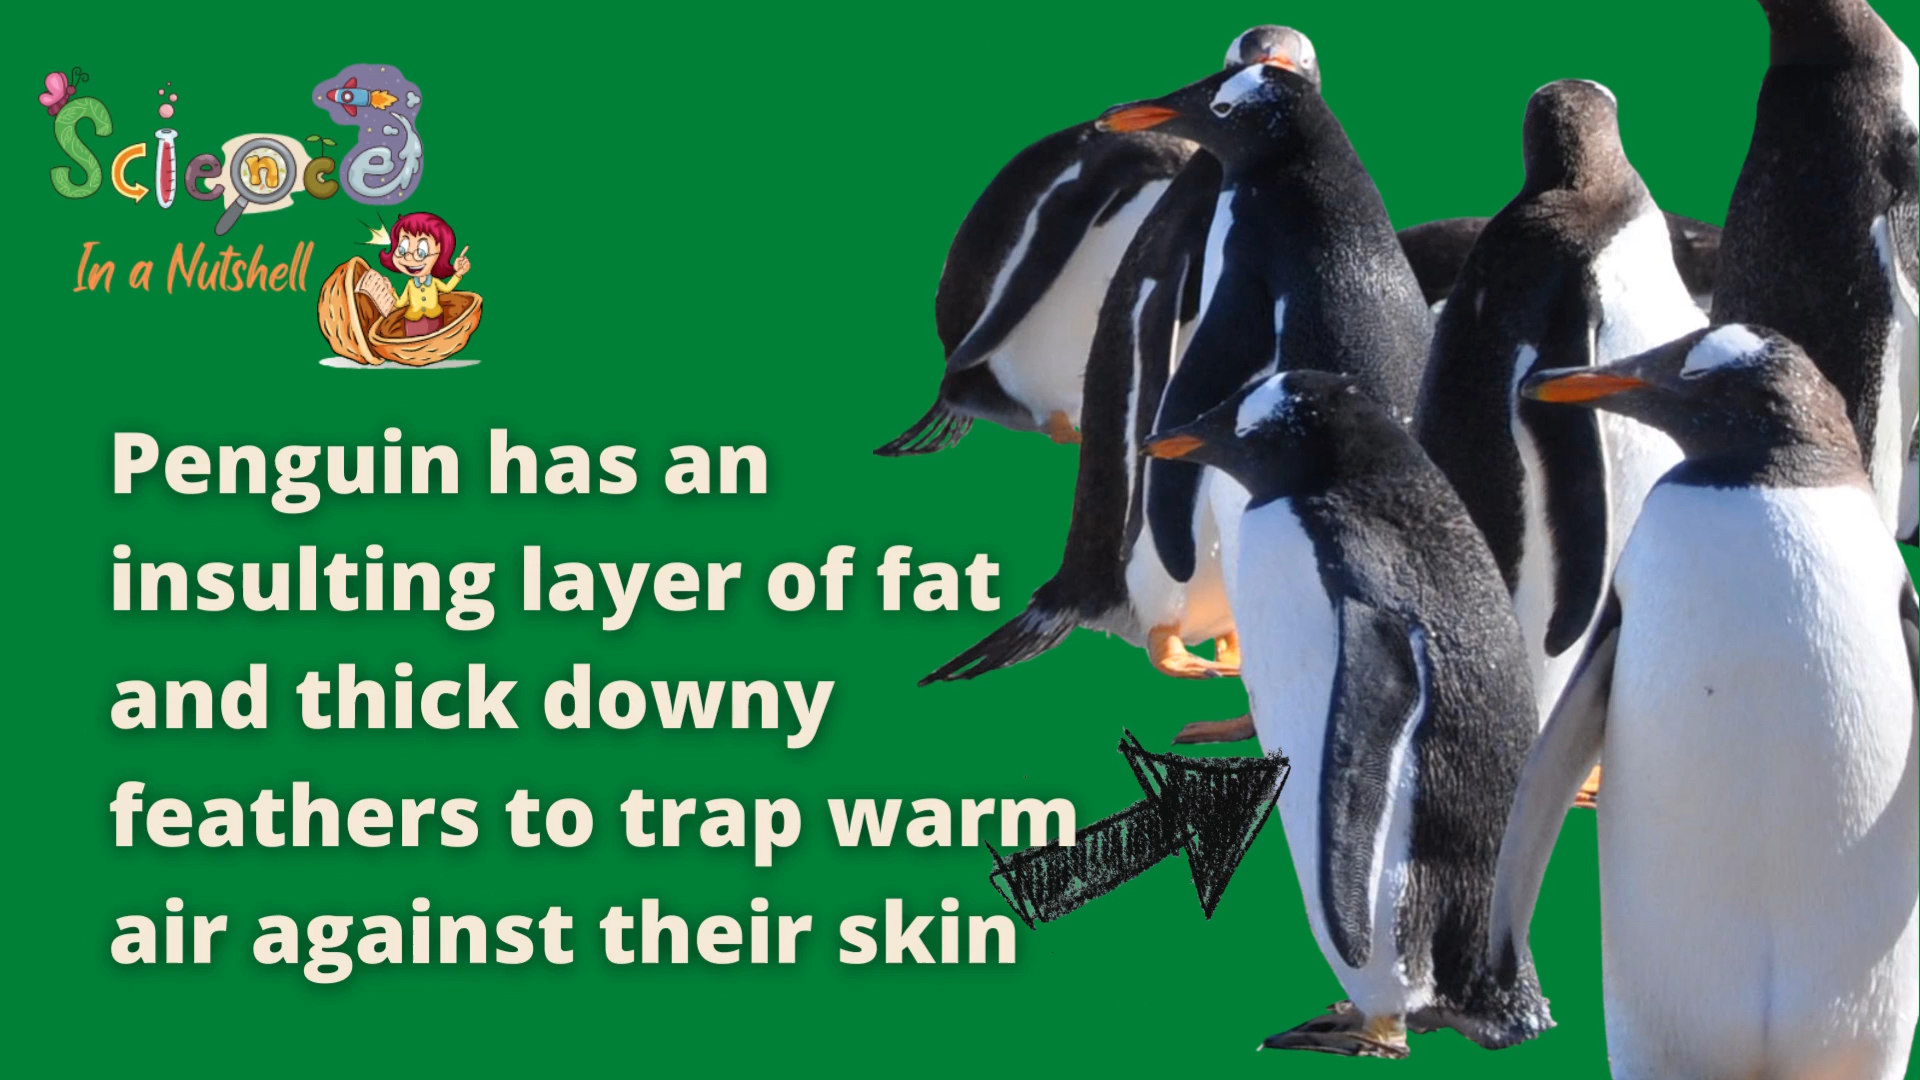 Science
In a Nutshell
Penguin has an
insulting layer of fat
and thick downy
feathers to trap warm
air against their skin